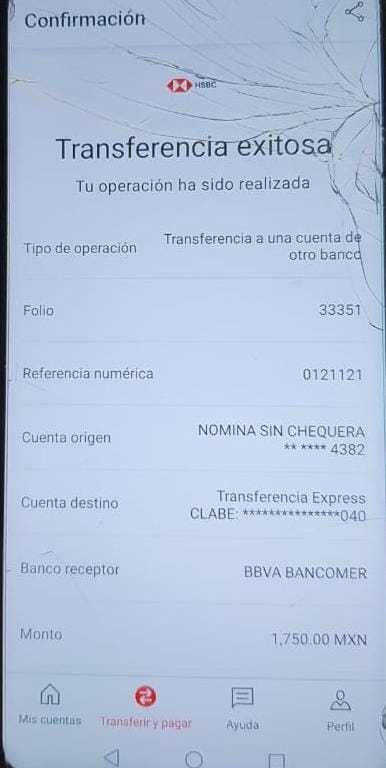 Confirmación
HSBC
Transferencia exitosa
Tu operación ha sido realizada
Tipo de operación
Transferencia a una cuenta de
otro banco
Folio
33351
Referencia numérica
0121121
Cuenta origen
NOMINA SIN CHEQUERA
** **** 4382
Cuenta destino
Transferencia Express
CLABE: ***************040
Banco receptor
BBVA BANCOMER
Monto
1,750.00 MXN
Mis cuentas
Transferir y pagar
Ayuda
Perfil